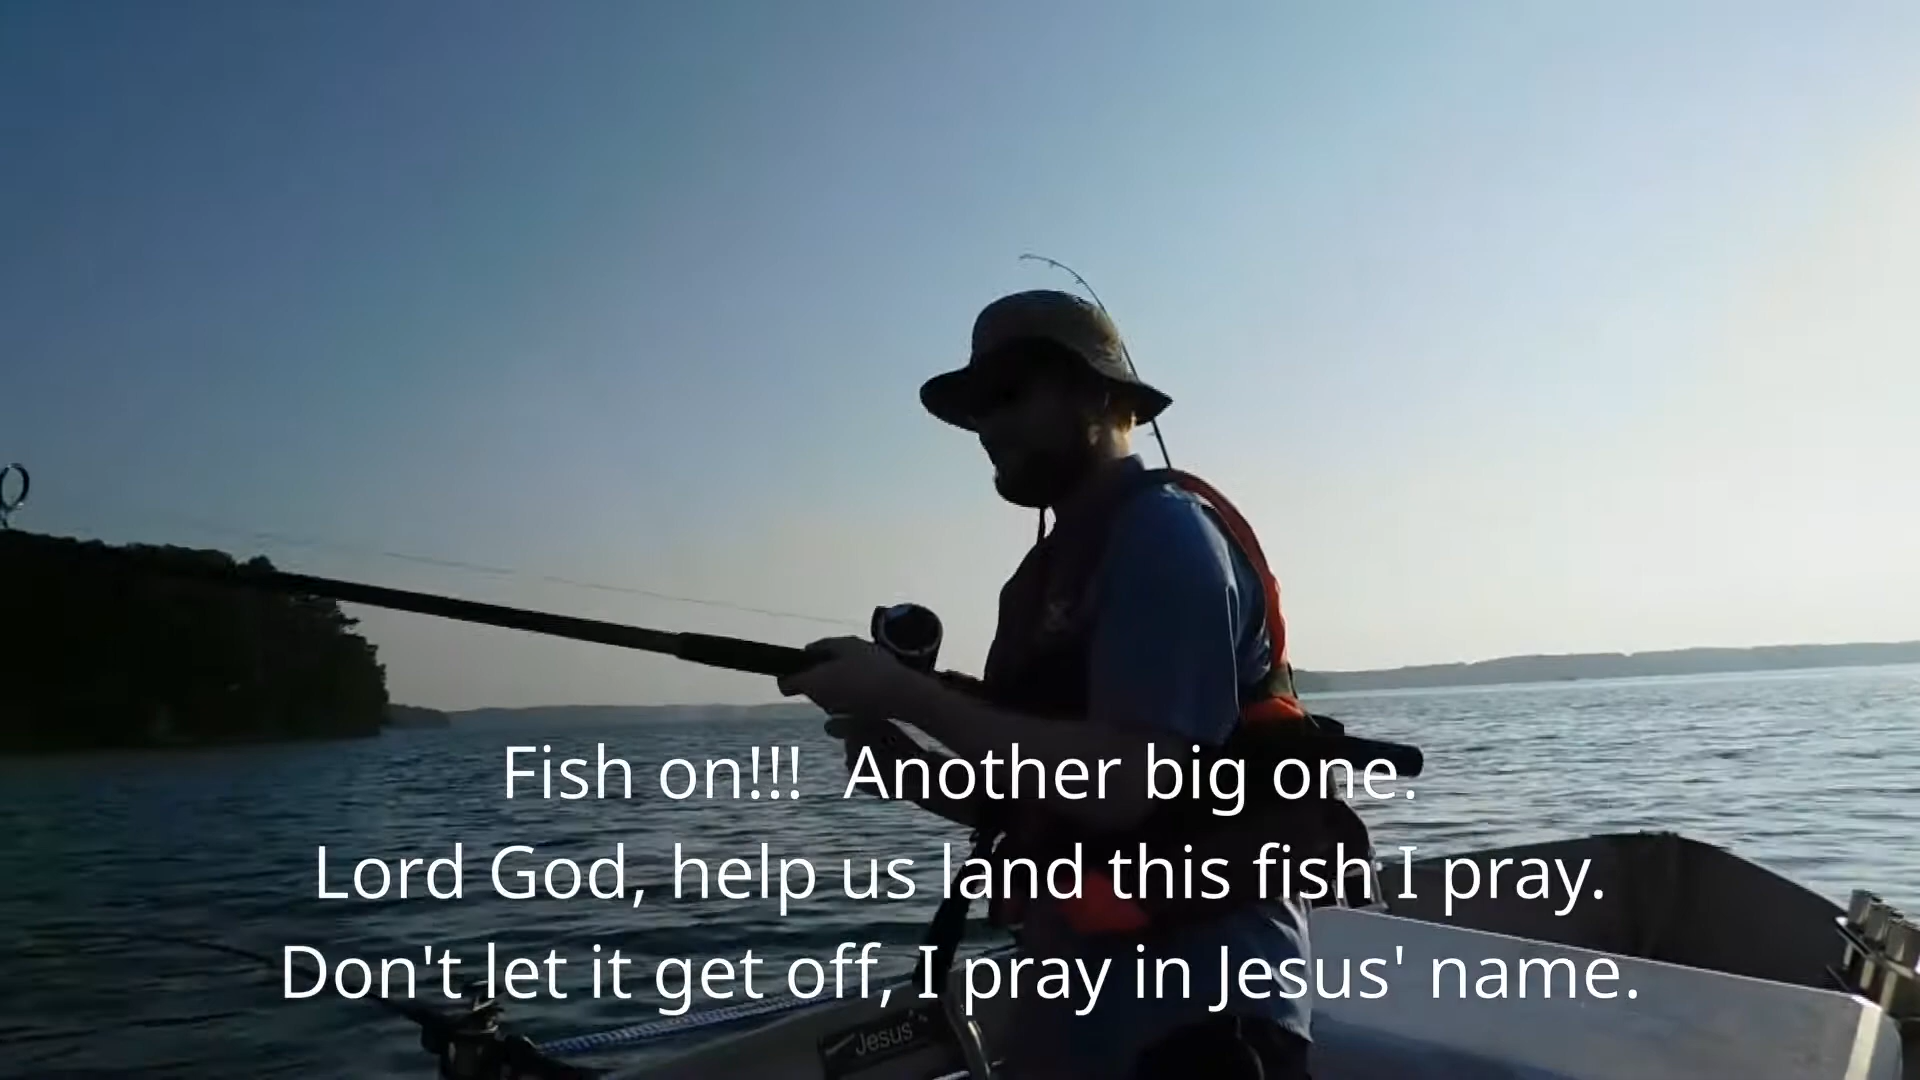 Fish on!!!  Another big one.
Lord God, help us land this fish I pray.
Don't let it get off, I pray in Jesus' name.
Jesus